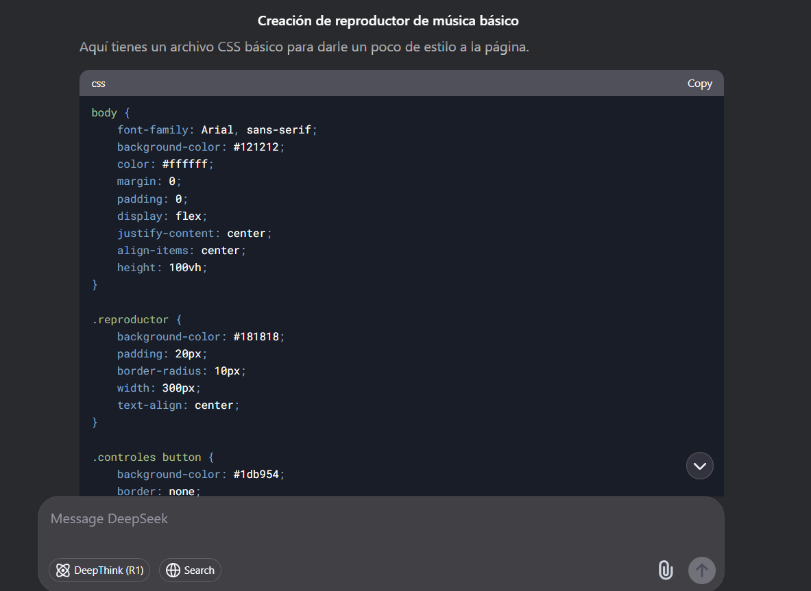 Creación de reproductor de música básico
Aquí tienes un archivo CSS básico para darle un poco de estilo a la página.
css Copy
body {
    font-family: Arial, sans-serif;
    background-color: #121212;
    color: #ffffff;
    margin: 0;
    padding: 0;
    display: flex;
    justify-content: center;
    align-items: center;
    height: 100vh;
}

.reproductor {
    background-color: #181818;
    padding: 20px;
    border-radius: 10px;
    width: 300px;
    text-align: center;
}

.controles button {
    background-color: #1db954;
    border: none;
Message DeepSeek
DeepThink (R1) Search